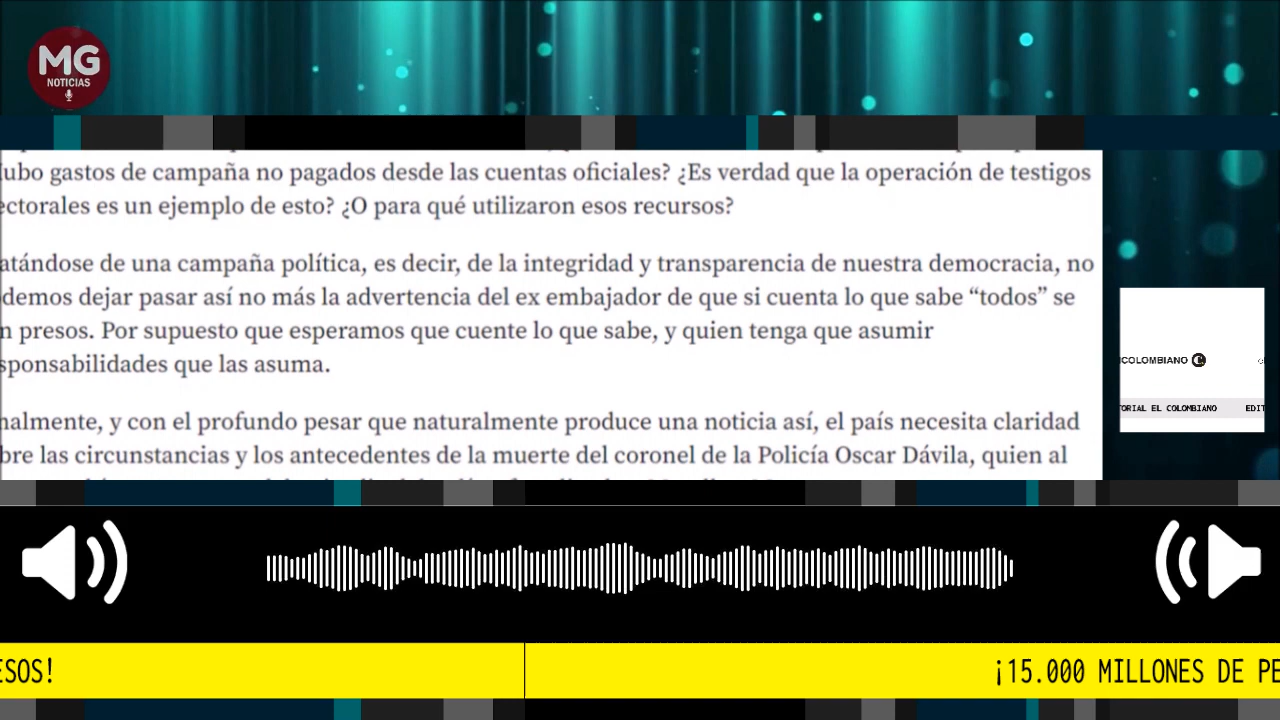 MG
NOTICIAS
ubo gastos de campaña no pagados desde las cuentas oficiales? ¿Es verdad que la operación de testigos
ectorales es un ejemplo de esto? ¿O para qué utilizaron esos recursos?
atándose de una campaña política, es decir, de la integridad y transparencia de nuestra democracia, no
demos dejar pasar así no más la advertencia del ex embajador de que si cuenta lo que sabe “todos” se
n presos. Por supuesto que esperamos que cuente lo que sabe, y quien tenga que asumir
sponsabilidades que las asuma.
nalmente, y con el profundo pesar que naturalmente produce una noticia así, el país necesita claridad
bre las circunstancias y los antecedentes de la muerte del coronel de la Policía Oscar Dávila, quien al
COLOMBIANO C
TORIAL EL COLOMBIANO EDIT
ESOS! ¡15.000 MILLONES DE PE